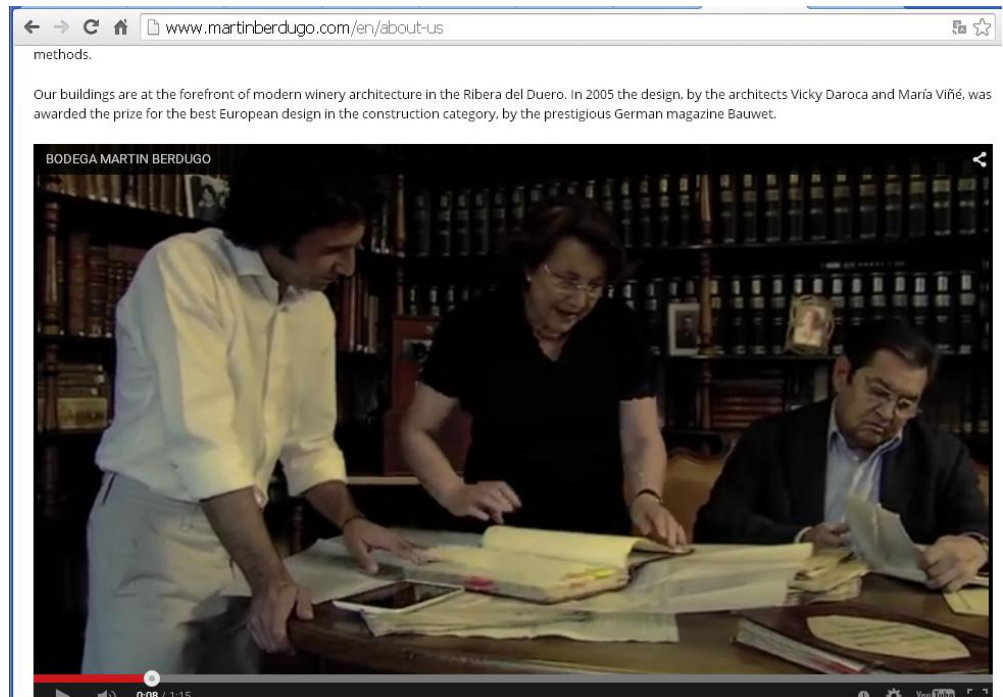 www.martinberdugo.com/en/about-us
methods.
Our buildings are at the forefront of modern winery architecture in the Ribera del Duero. In 2005 the design, by the architects Vicky Daroca and María Viñé, was
awarded the prize for the best European design in the construction category, by the prestigious German magazine Bauwet.
BODEGA MARTIN BERDUGO
0:08 / 1:15
YouTube